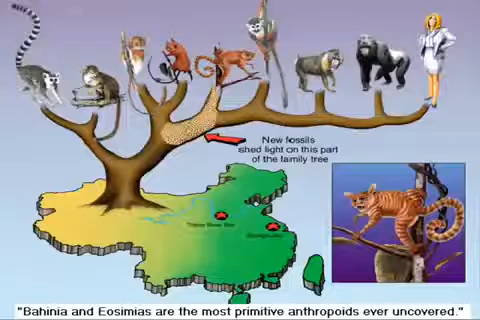 New fossils
shed light on this part
of the family tree
"Bahinia and Eosimias are the most primitive anthropoids ever uncovered."